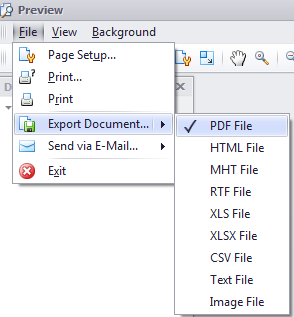 Preview
File View Background
Page Setup...
Print...
Print
Export Document...
Send via E-Mail...
Exit
PDF File
HTML File
MHT File
RTF File
XLS File
XLSX File
CSV File
Text File
Image File